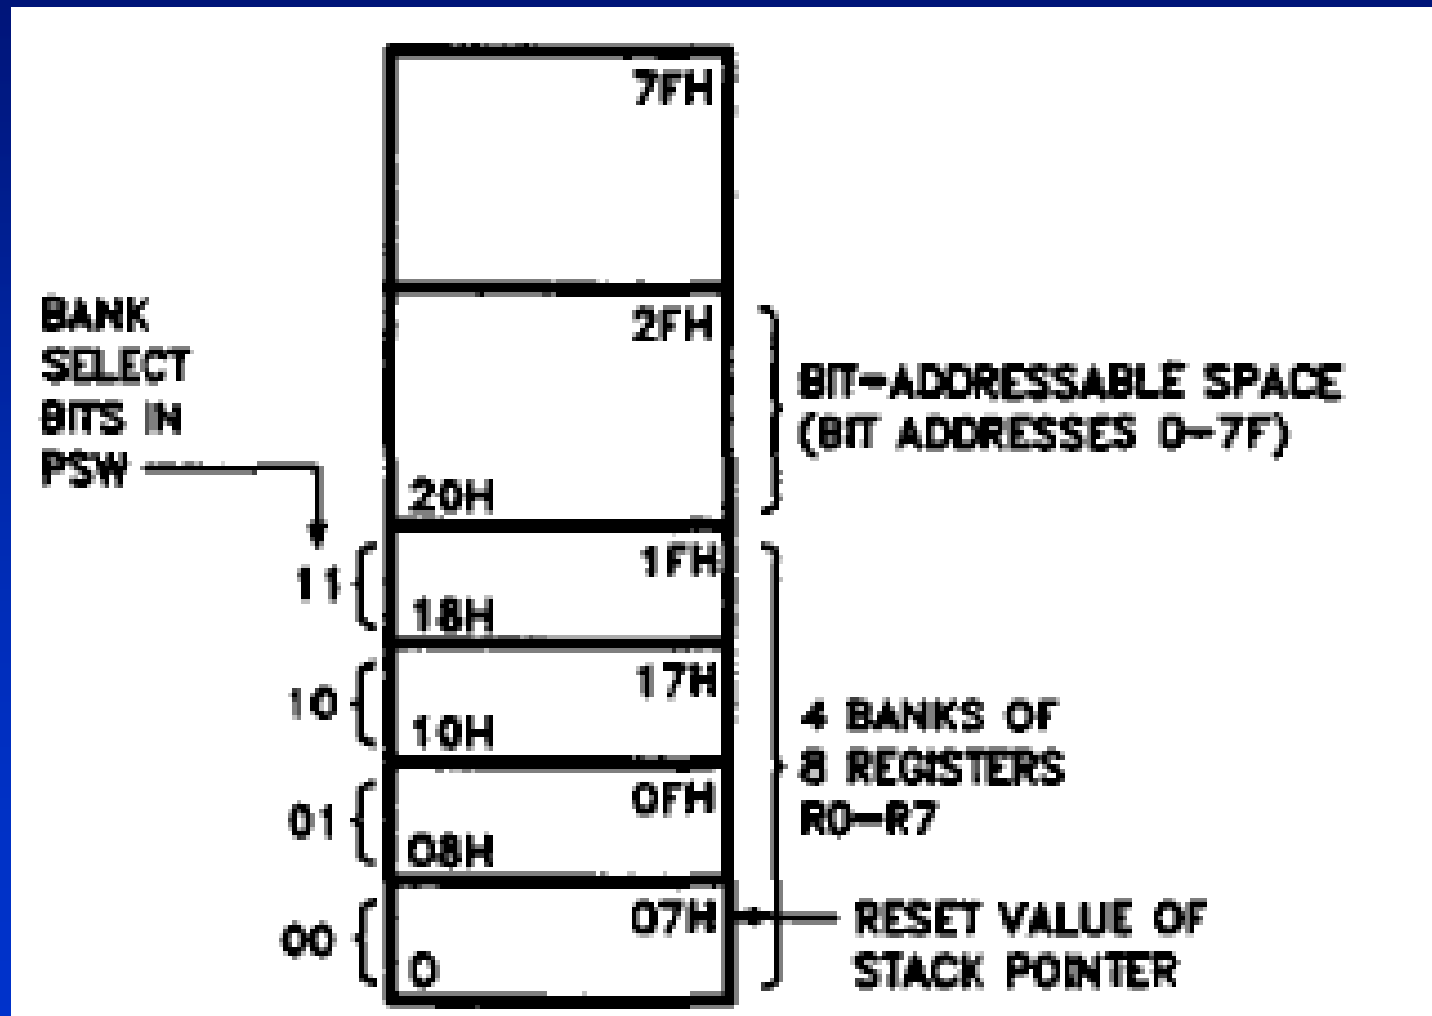 7FH
BANK
SELECT
BITS IN
PSW
2FH
BIT-ADDRESSABLE SPACE
(BIT ADDRESSES 0-7F)
20H
11
1FH
18H
10
17H
10H
4 BANKS OF
8 REGISTERS
R0-R7
01
0FH
08H
00
07H
0
RESET VALUE OF
STACK POINTER